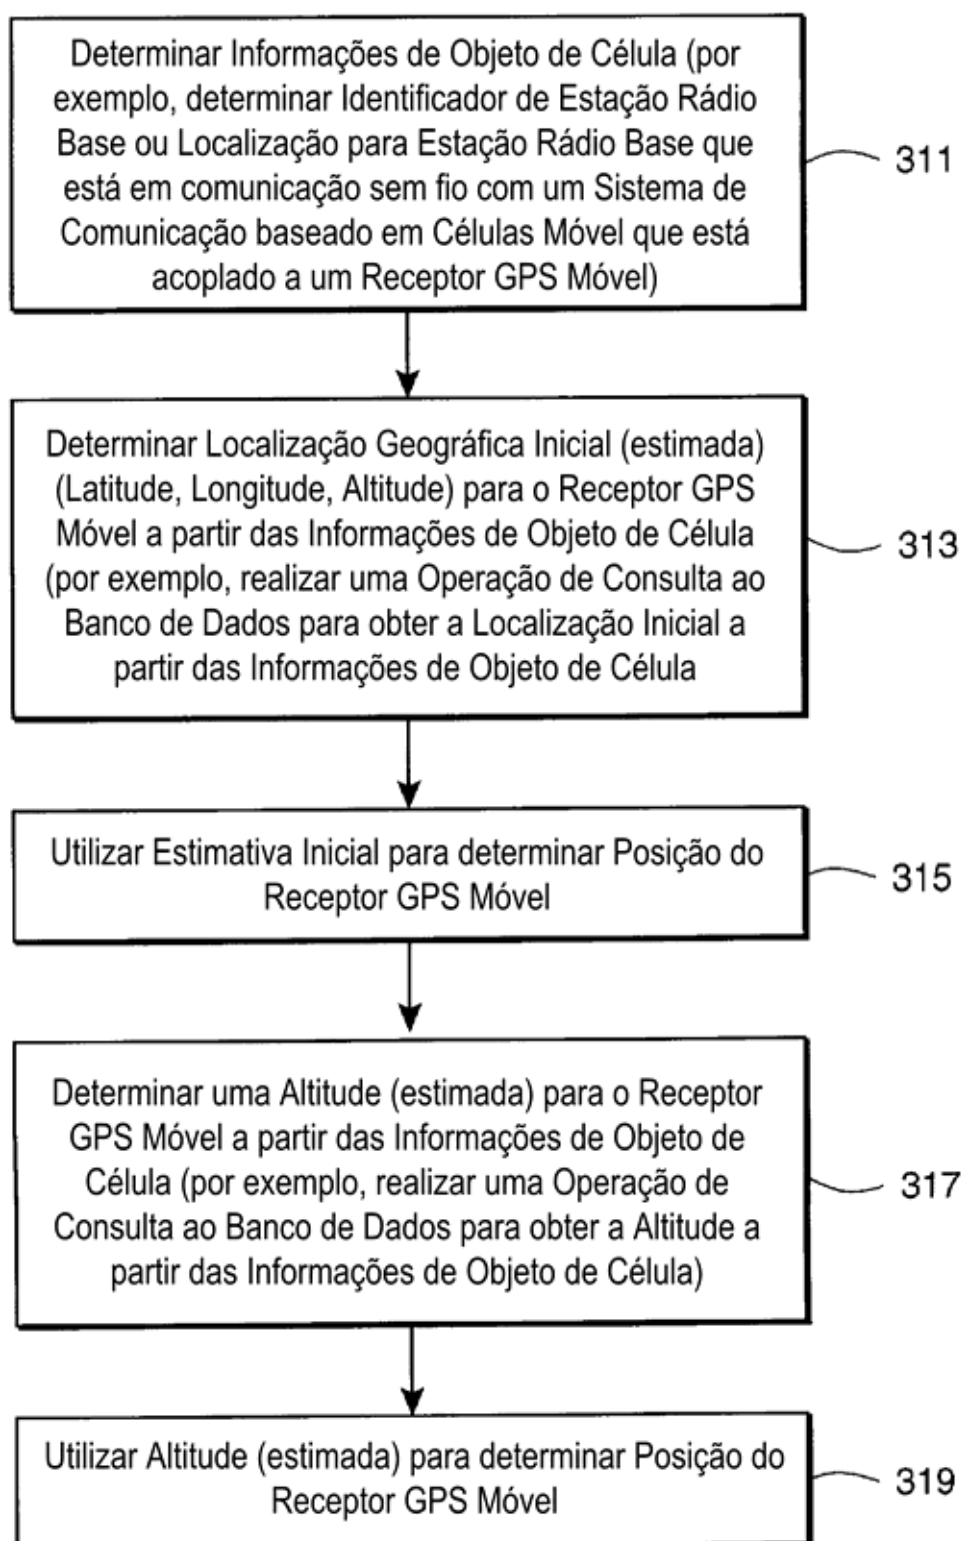 Determinar Informações de Objeto de Célula (por
exemplo, determinar Identificador de Estação Rádio
Base ou Localização para Estação Rádio Base que
está em comunicação sem fio com um Sistema de
Comunicação baseado em Células Móvel que está
acoplado a um Receptor GPS Móvel)
311
Determinar Localização Geográfica Inicial (estimada)
(Latitude, Longitude, Altitude) para o Receptor GPS
Móvel a partir das Informações de Objeto de Célula
(por exemplo, realizar uma Operação de Consulta ao
Banco de Dados para obter a Localização Inicial a
partir das Informações de Objeto de Célula
313
Utilizar Estimativa Inicial para determinar Posição do
Receptor GPS Móvel
315
Determinar uma Altitude (estimada) para o Receptor
GPS Móvel a partir das Informações de Objeto de
Célula (por exemplo, realizar uma Operação de
Consulta ao Banco de Dados para obter a Altitude a
partir das Informações de Objeto de Célula)
317
Utilizar Altitude (estimada) para determinar Posição do
Receptor GPS Móvel
319